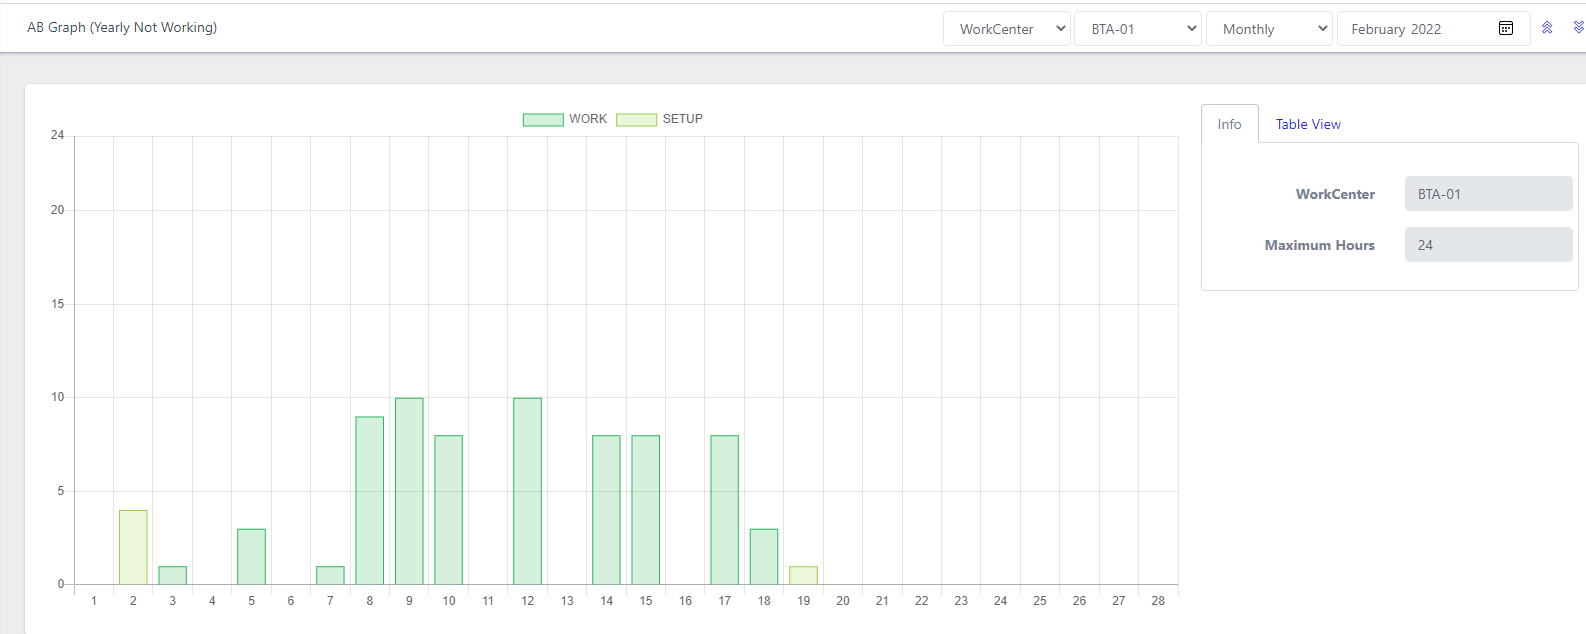 AB Graph (Yearly Not Working)
WorkCenter BTA-01 Monthly February 2022
WORK SETUP
24
20
15
10
5
0
1 2 3 4 5 6 7 8 9 10 11 12 13 14 15 16 17 18 19 20 21 22 23 24 25 26 27 28
Info Table View
WorkCenter BTA-01
Maximum Hours 24